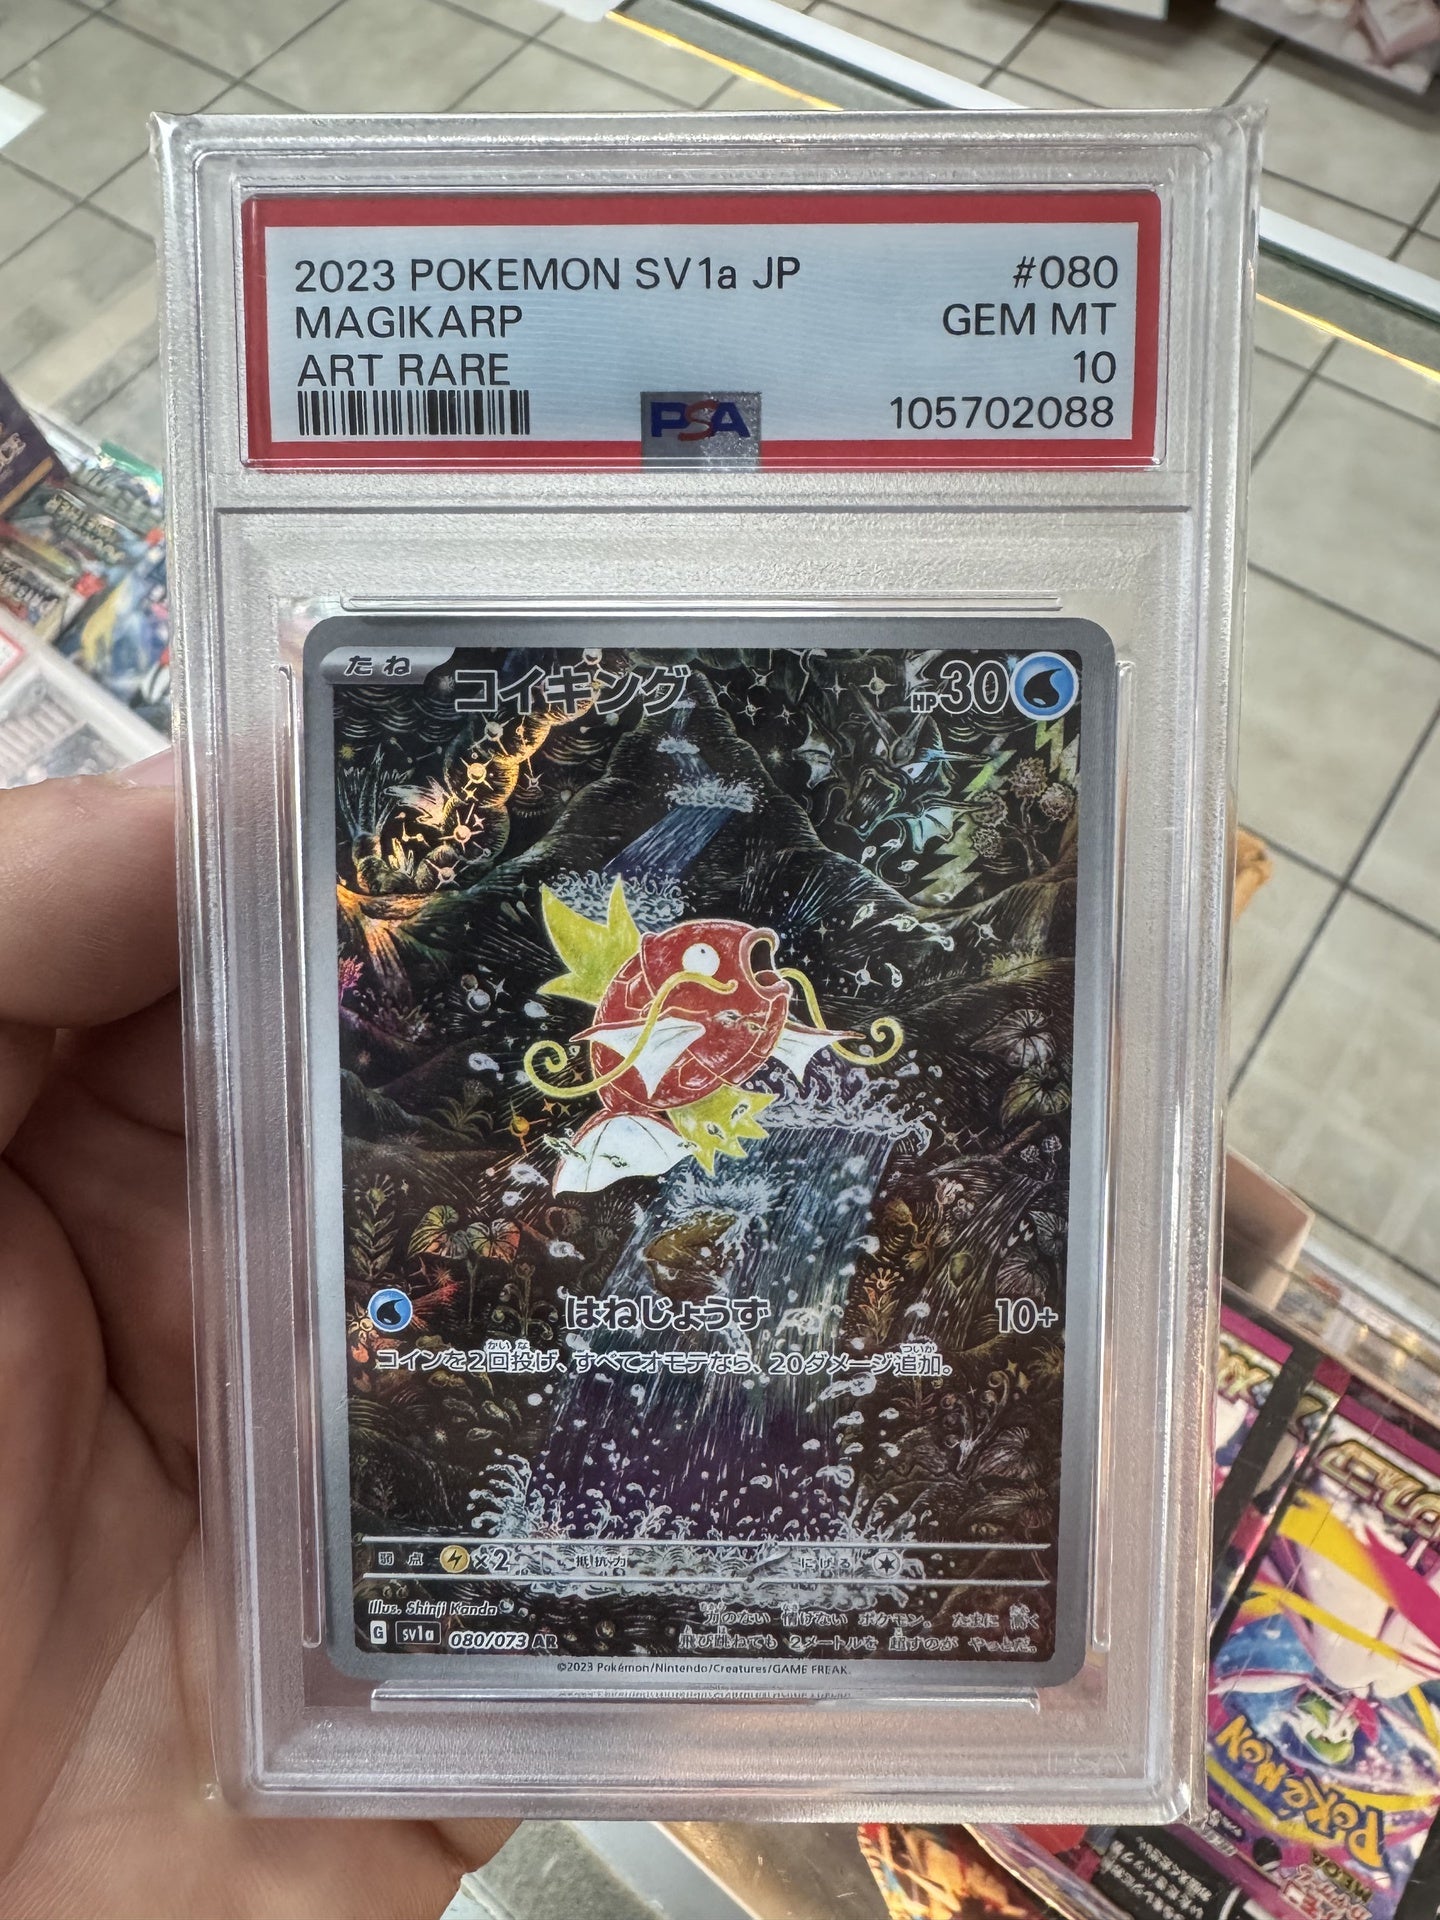 2023 POKEMON SV1a JP #080
MAGIKARP GEM MT
ART RARE 10
PSA 105702088
たね コイキング HP30
はねじょうず 10+
コインを2回投げ、すべてオモテなら、20ダメージ追加。
弱点 ×2 抵抗力 にげる
Illus. Shinji Kanda
力のない 情けない ポケモン。 たまに 高く
飛び跳ねても 2メートルを 超すのが やっとだ。
G sv1a 080/073 AR
©2023 Pokémon/Nintendo/Creatures/GAME FREAK.
POKÉMON